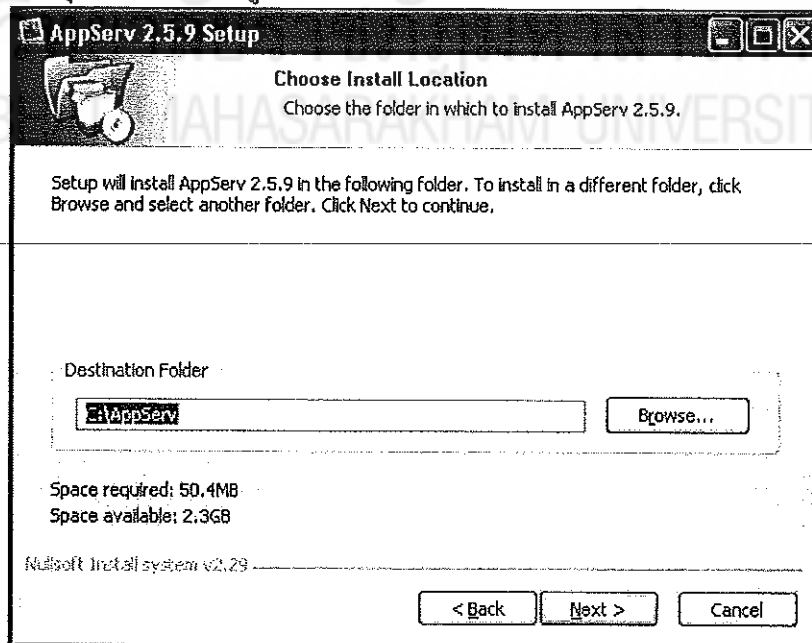 AppServ 2.5.9 Setup
Choose Install Location
Choose the folder in which to install AppServ 2.5.9.
MAHASARAKHAM UNIVERSIT
Setup will install AppServ 2.5.9 in the following folder. To install in a different folder, click
Browse and select another folder. Click Next to continue.
Destination Folder
C:\AppServ
Browse...
Space required: 50.4MB
Space available: 2.3GB
Nullsoft Install system v2.29
< Back
Next >
Cancel